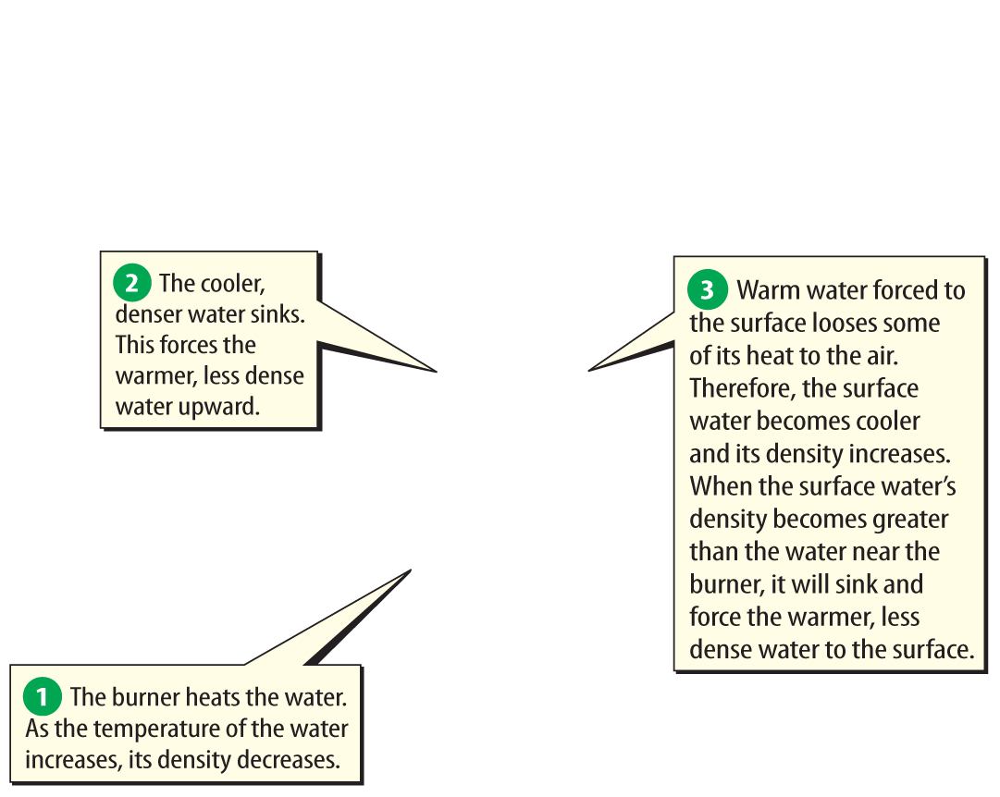 2 The cooler,
denser water sinks.
This forces the
warmer, less dense
water upward.
3 Warm water forced to
the surface looses some
of its heat to the air.
Therefore, the surface
water becomes cooler
and its density increases.
When the surface water’s
density becomes greater
than the water near the
burner, it will sink and
force the warmer, less
dense water to the surface.
1 The burner heats the water.
As the temperature of the water
increases, its density decreases.